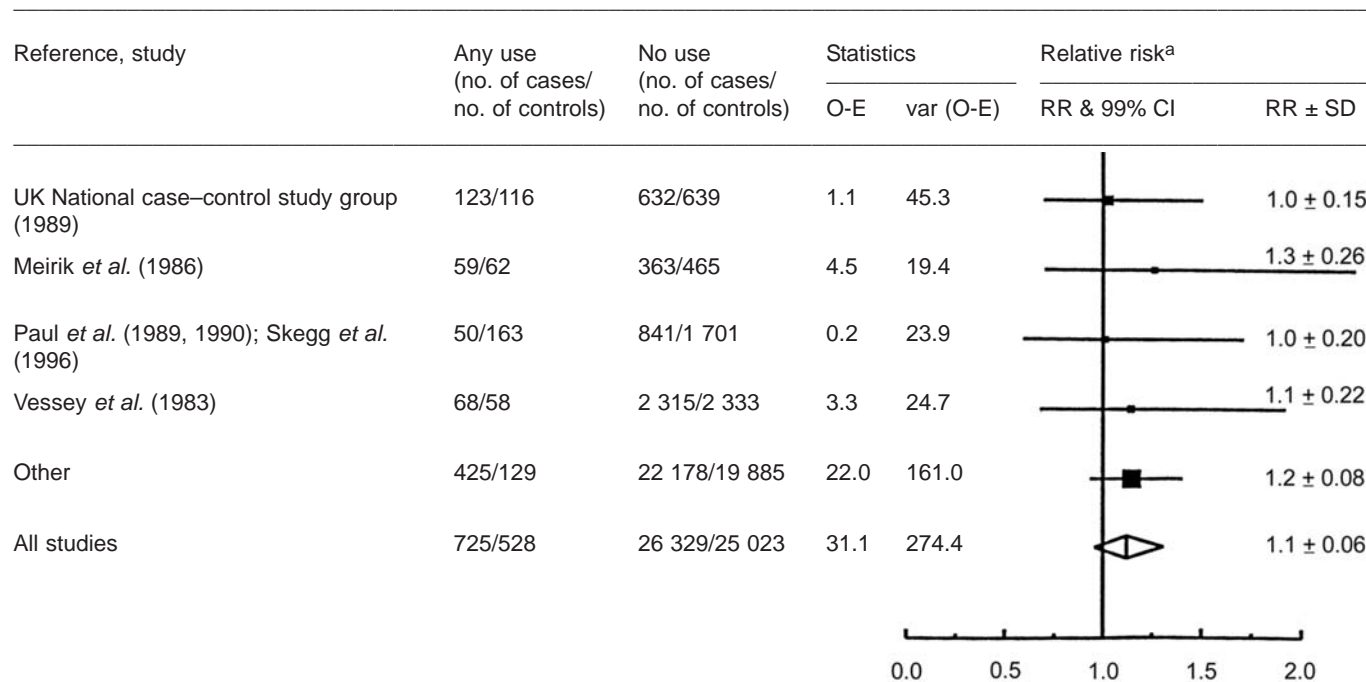 Reference, study Any use No use Statistics Relative riskᵃ
(no. of cases/ (no. of cases/
no. of controls) no. of controls) O-E var (O-E) RR & 99% CI RR ± SD
UK National case–control study group 123/116 632/639 1.1 45.3 1.0 ± 0.15
(1989)
Meirik et al. (1986) 59/62 363/465 4.5 19.4 1.3 ± 0.26
Paul et al. (1989, 1990); Skegg et al. 50/163 841/1 701 0.2 23.9 1.0 ± 0.20
(1996)
Vessey et al. (1983) 68/58 2 315/2 333 3.3 24.7 1.1 ± 0.22
Other 425/129 22 178/19 885 22.0 161.0 1.2 ± 0.08
All studies 725/528 26 329/25 023 31.1 274.4 1.1 ± 0.06
0.0 0.5 1.0 1.5 2.0